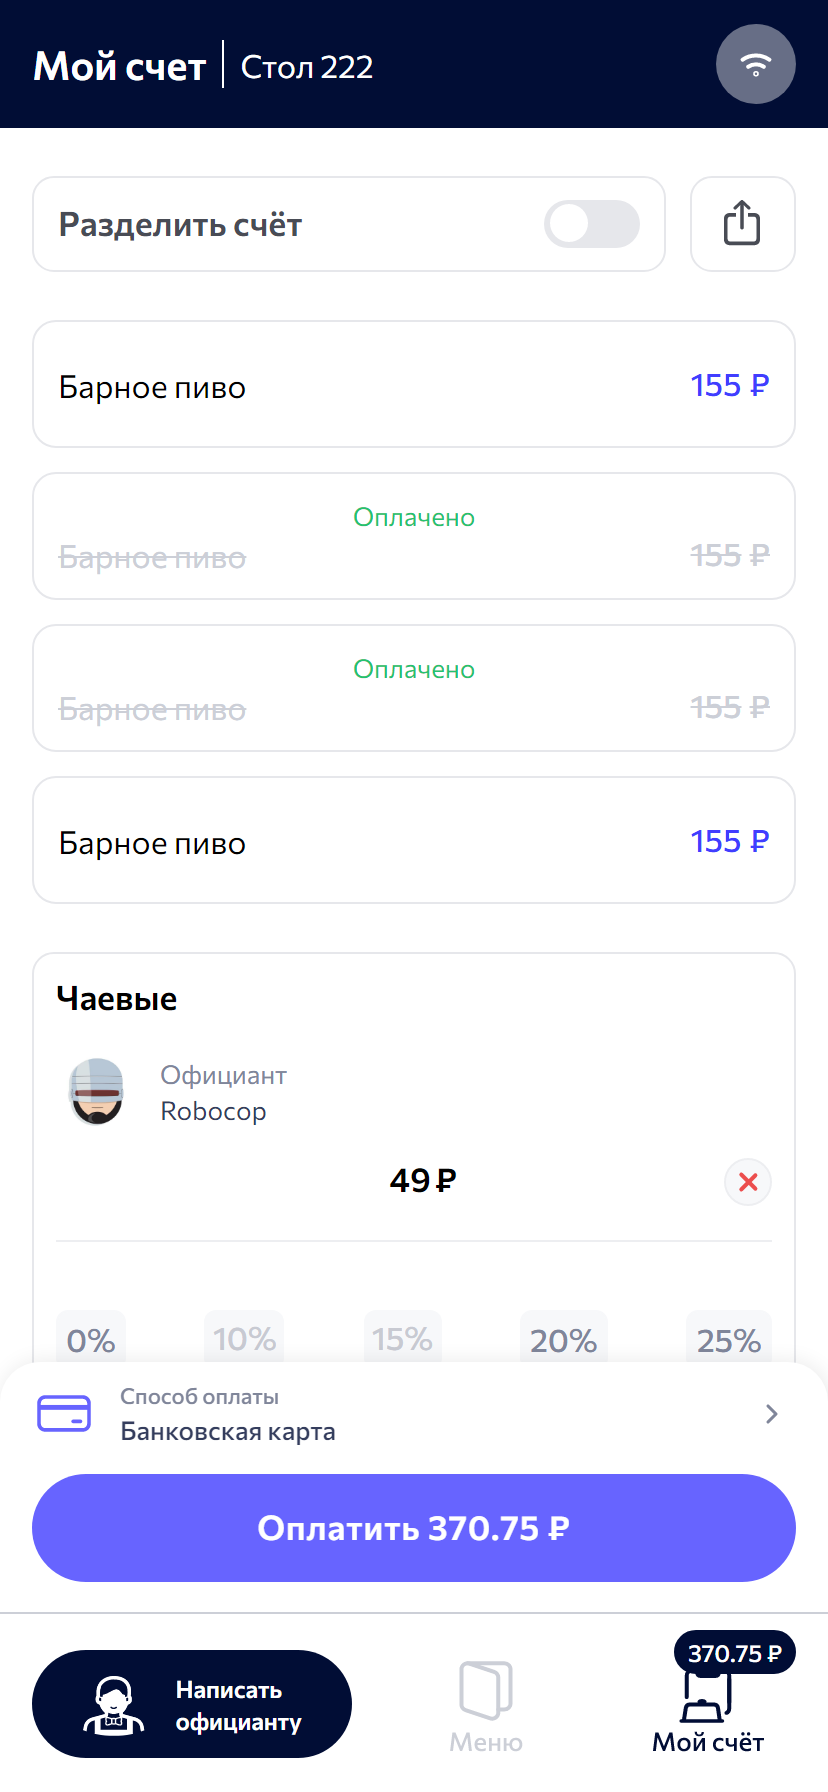 Мой счет
Стол 222
Разделить счёт
Барное пиво
155 ₽
Оплачено
Барное пиво
155 ₽
Оплачено
Барное пиво
155 ₽
Барное пиво
155 ₽
Чаевые
Официант
Robocop
49 ₽
0%
10%
15%
20%
25%
Способ оплаты
Банковская карта
Оплатить 370.75 ₽
Написать
официанту
Меню
370.75 ₽
Мой счёт